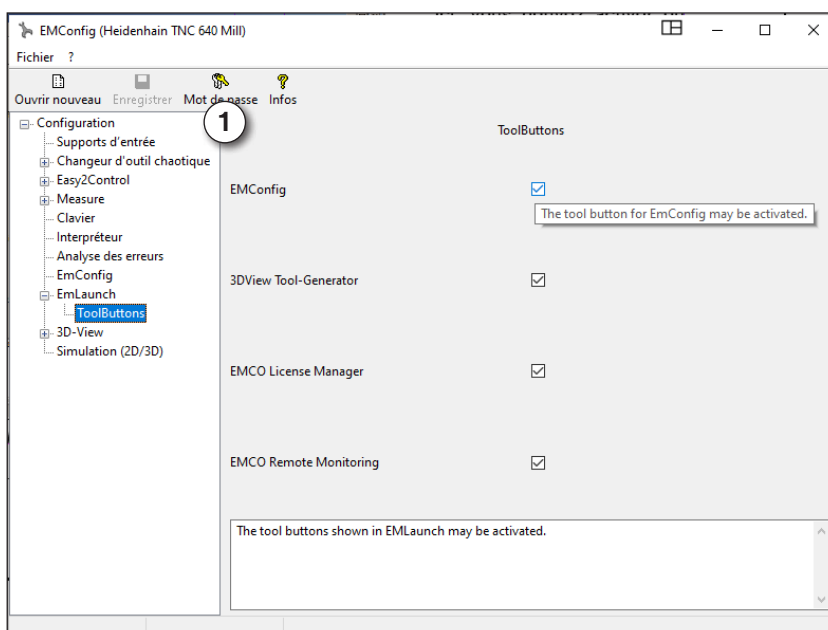 EMConfig (Heidenhain TNC 640 Mill)
Fichier ?
Ouvrir nouveau Enregistrer Mot de passe Infos
1
Configuration
Supports d'entrée
Changeur d'outil chaotique
Easy2Control
Measure
Clavier
Interpréteur
Analyse des erreurs
EmConfig
EmLaunch
ToolButtons
3D-View
Simulation (2D/3D)
ToolButtons
EMConfig
The tool button for EmConfig may be activated.
3DView Tool-Generator
EMCO License Manager
EMCO Remote Monitoring
The tool buttons shown in EMLaunch may be activated.